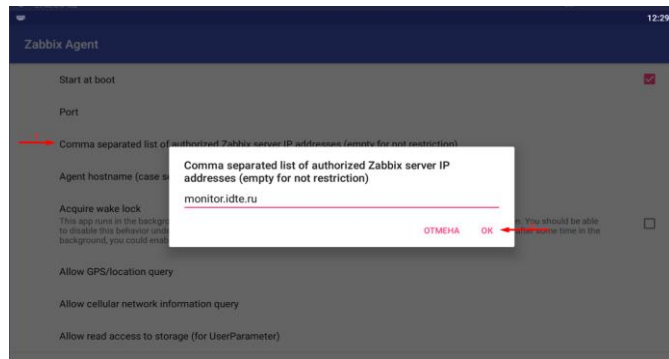 12:29
Zabbix Agent
Start at boot
Port
Comma separated list of authorized Zabbix server IP addresses (empty for not restriction)
Comma separated list of authorized Zabbix server IP
addresses (empty for not restriction)
monitor.idte.ru
ОТМЕНА ОК
Agent hostname (case se
Acquire wake lock
This app runs in the backgro
n. You should be able
to disable this behavior unde
after some time in the
background, you could enab
Allow GPS/location query
Allow cellular network information query
Allow read access to storage (for UserParameter)